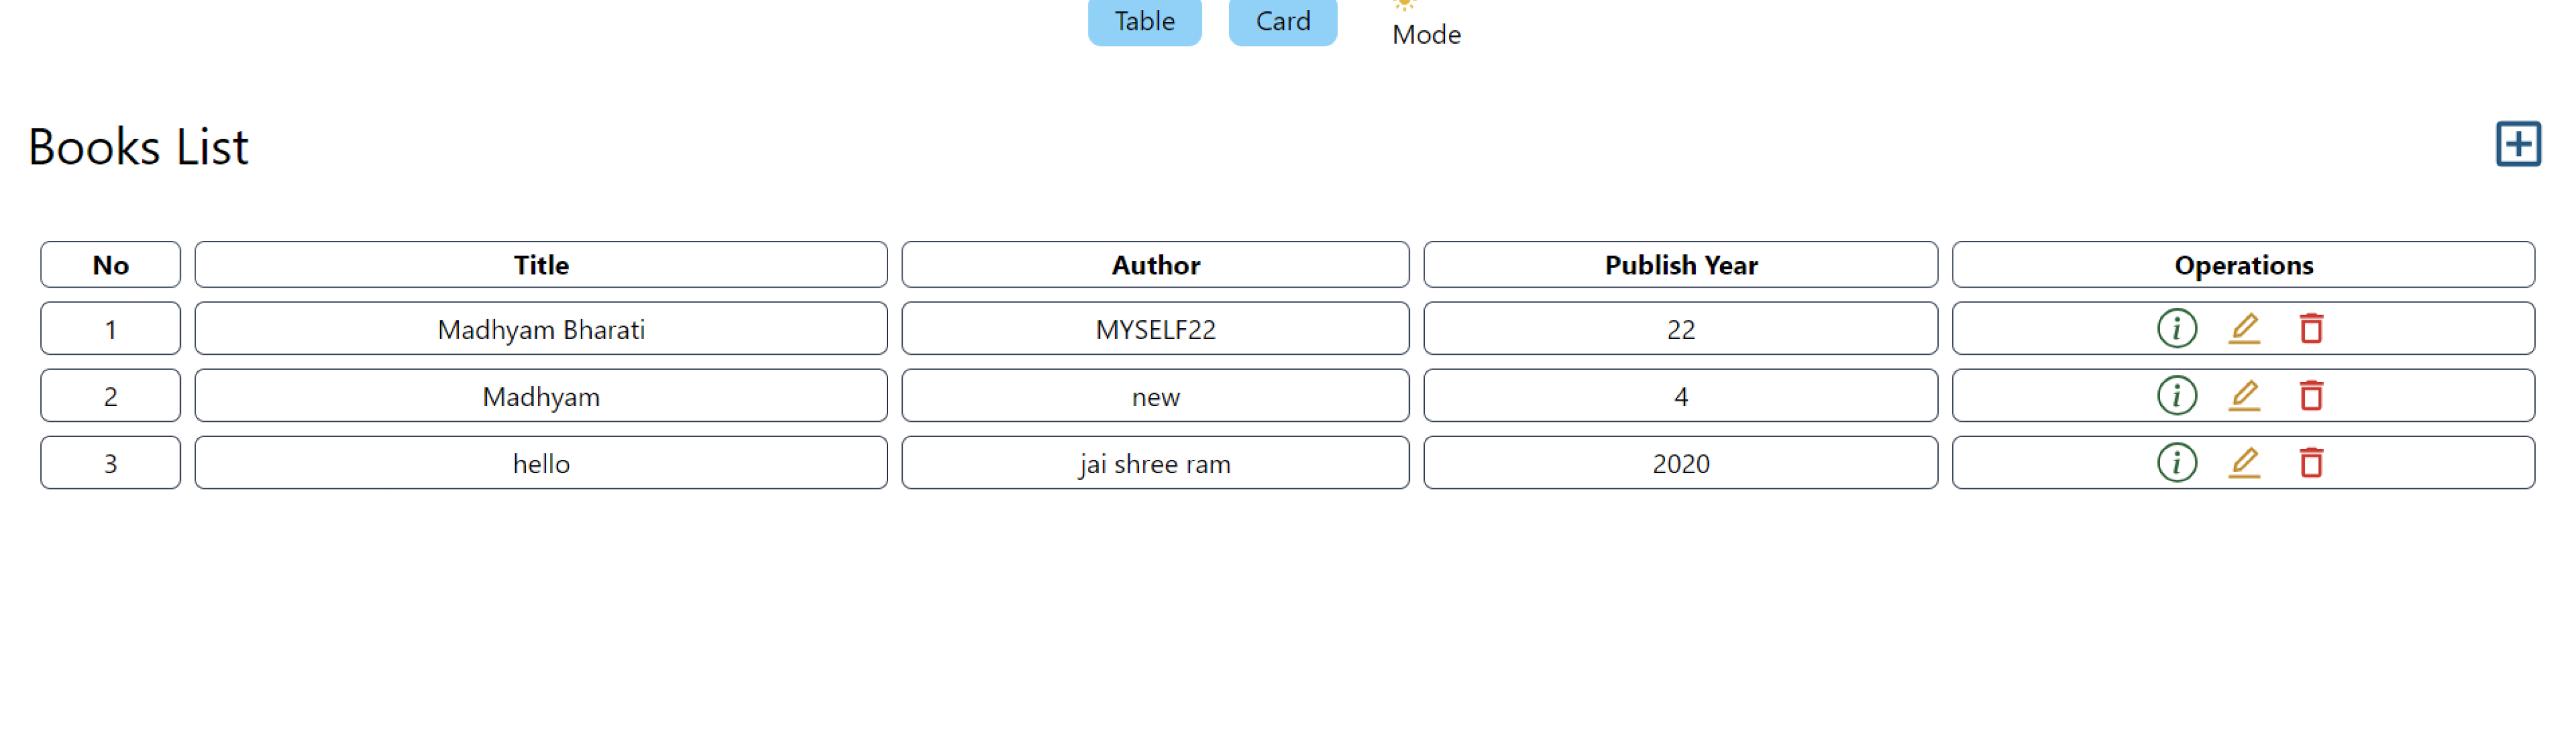 Table Card Mode
Books List
No Title Author Publish Year Operations
1 Madhyam Bharati MYSELF22 22
2 Madhyam new 4
3 hello jai shree ram 2020